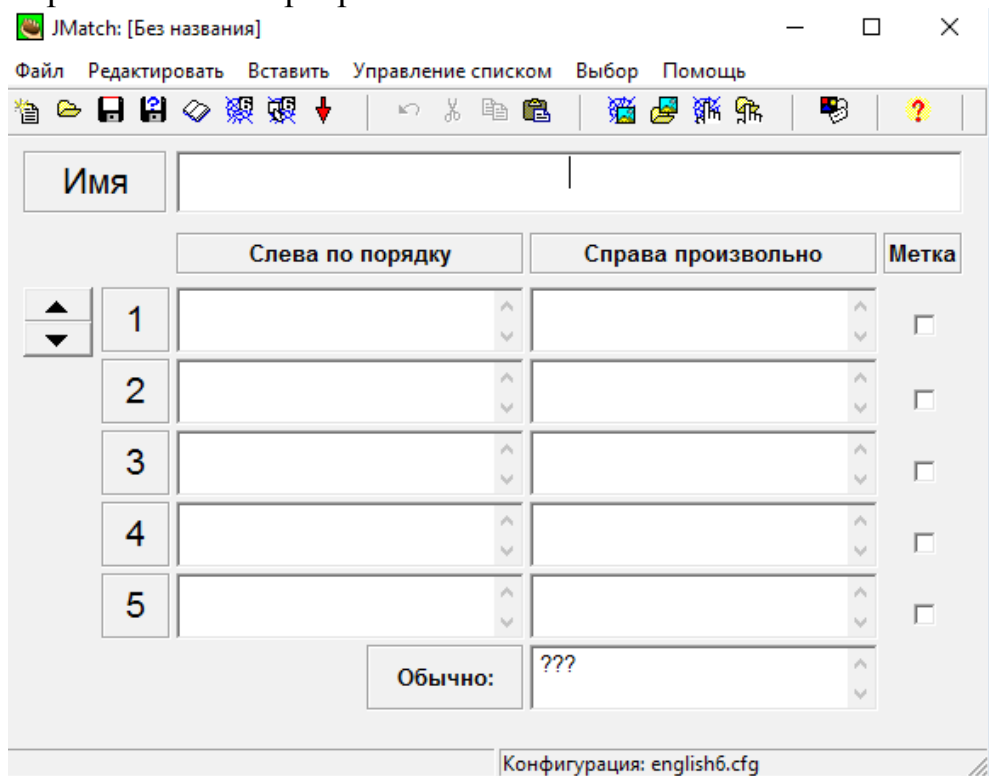 JMatch: [Без названия]
Файл Редактировать Вставить Управление списком Выбор Помощь
Имя
Слева по порядку Справа произвольно Метка
1
2
3
4
5
Обычно: ???
Конфигурация: english6.cfg